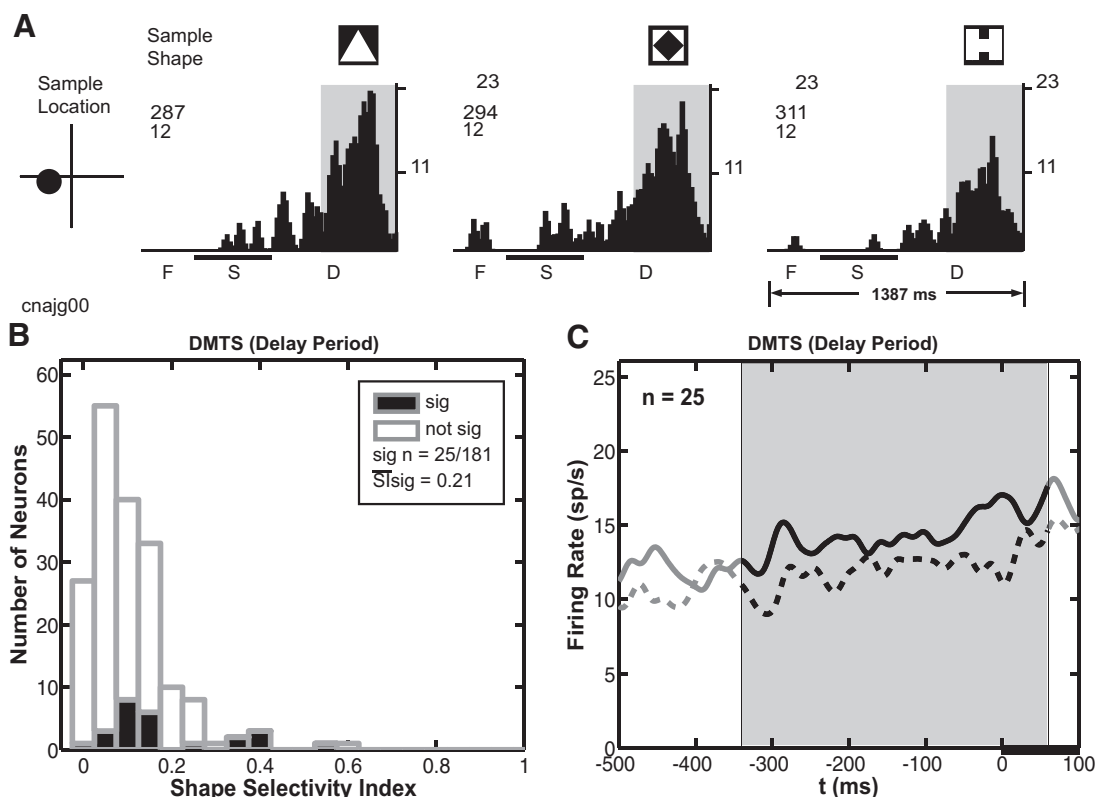 A
Sample
Shape
Sample
Location
287
12
11
23
294
12
11
23
311
12
23
11
F S D
F S D
F S D
1387 ms
cnajg00
B
DMTS (Delay Period)
60
50
40
30
20
10
0
Number of Neurons
sig
not sig
sig n = 25/181
SIsig = 0.21
0 0.2 0.4 0.6 0.8 1
Shape Selectivity Index
C
DMTS (Delay Period)
n = 25
25
20
15
10
5
0
Firing Rate (sp/s)
-500 -400 -300 -200 -100 0 100
t (ms)